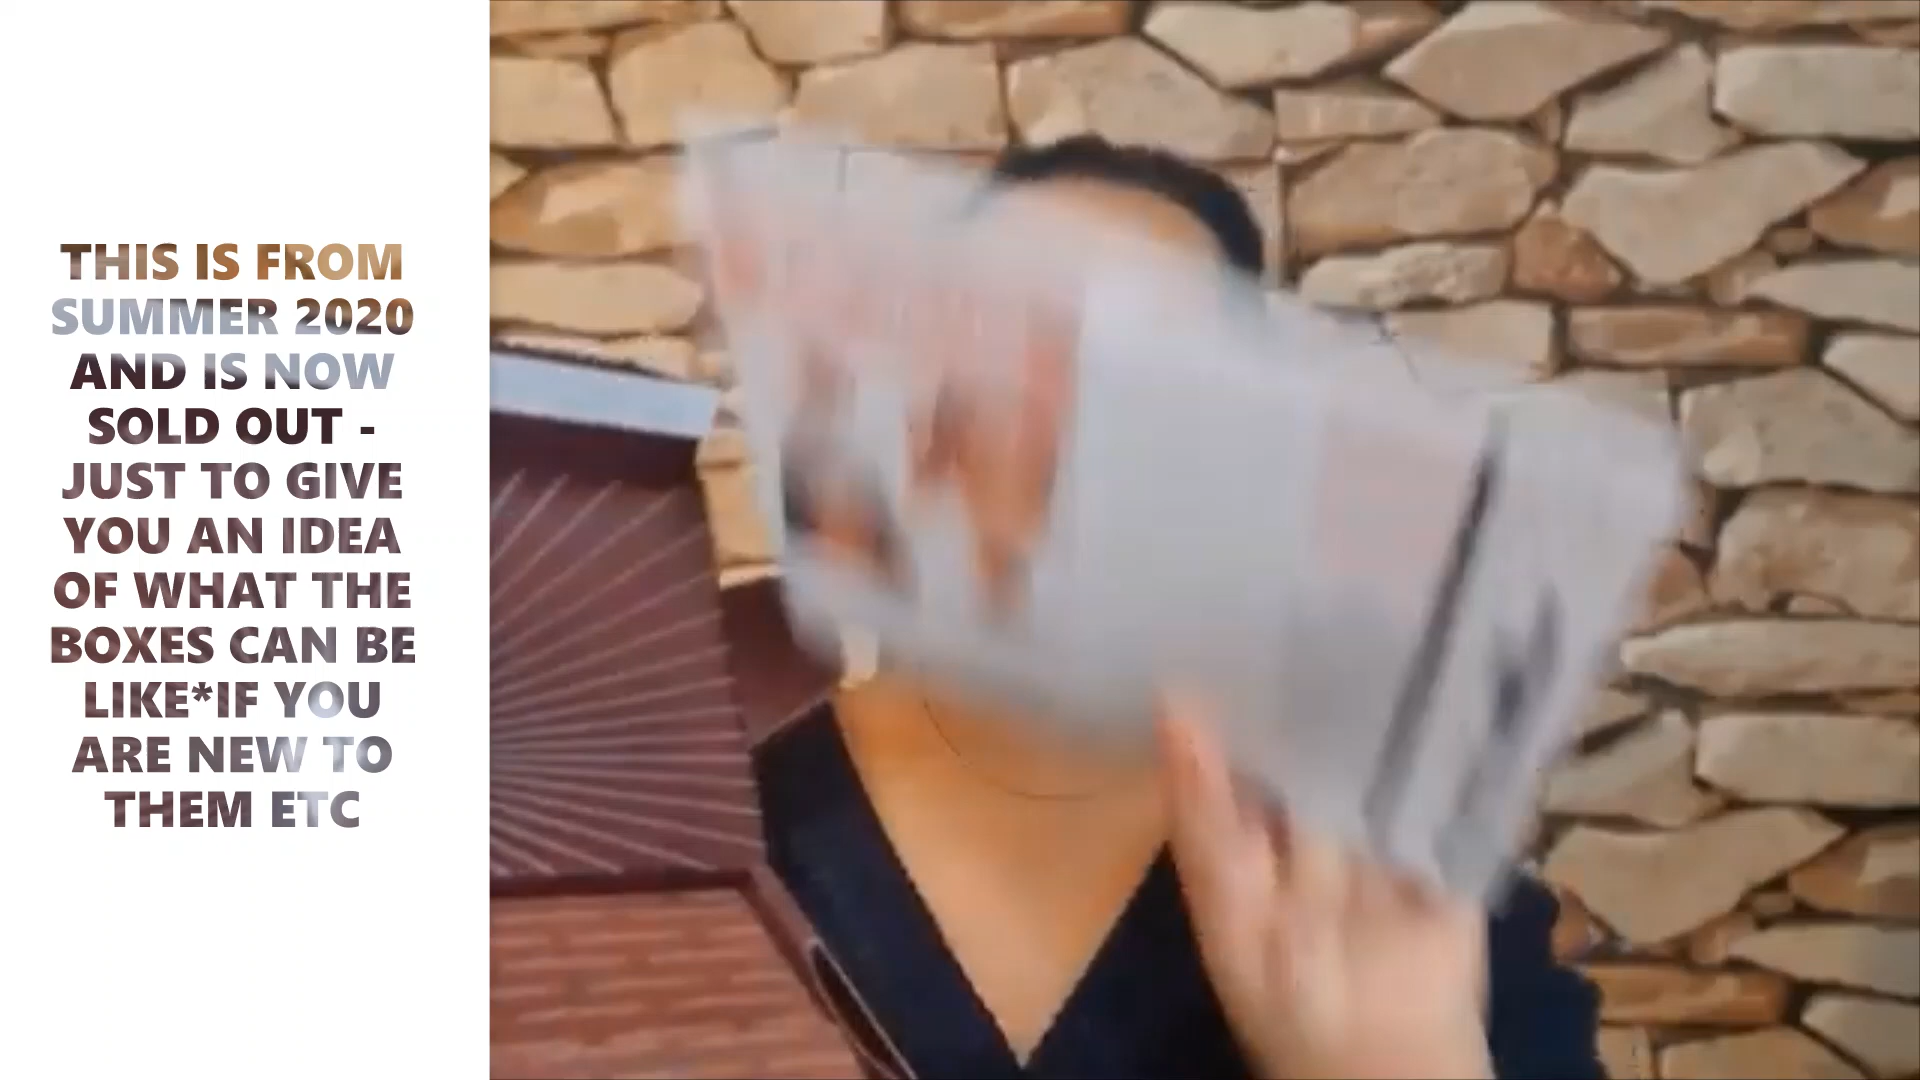 THIS IS FROM
SUMMER 2020
AND IS NOW
SOLD OUT -
JUST TO GIVE
YOU AN IDEA
OF WHAT THE
BOXES CAN BE
LIKE*IF YOU
ARE NEW TO
THEM ETC